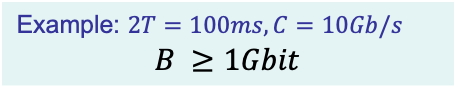 Example: 2T = 100ms, C = 10Gb/s
B ≥ 1Gbit